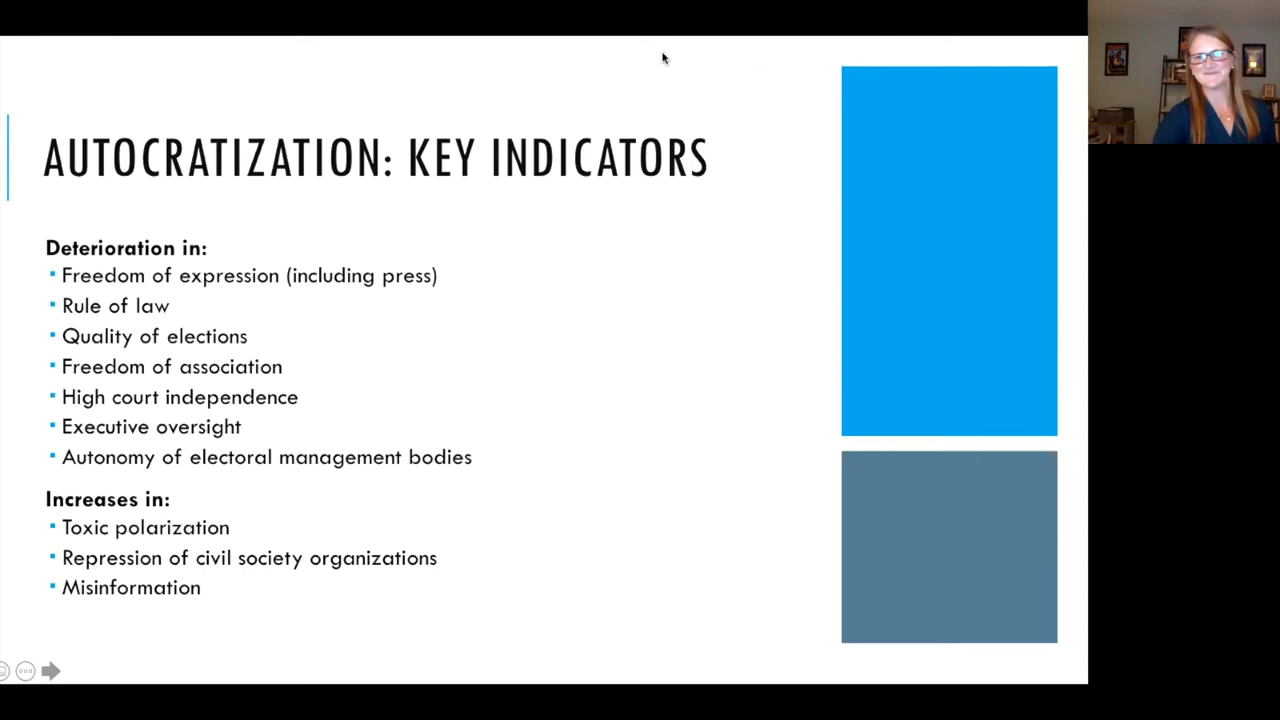 AUTOCRATIZATION: KEY INDICATORS
Deterioration in:
Freedom of expression (including press)
Rule of law
Quality of elections
Freedom of association
High court independence
Executive oversight
Autonomy of electoral management bodies
Increases in:
Toxic polarization
Repression of civil society organizations
Misinformation